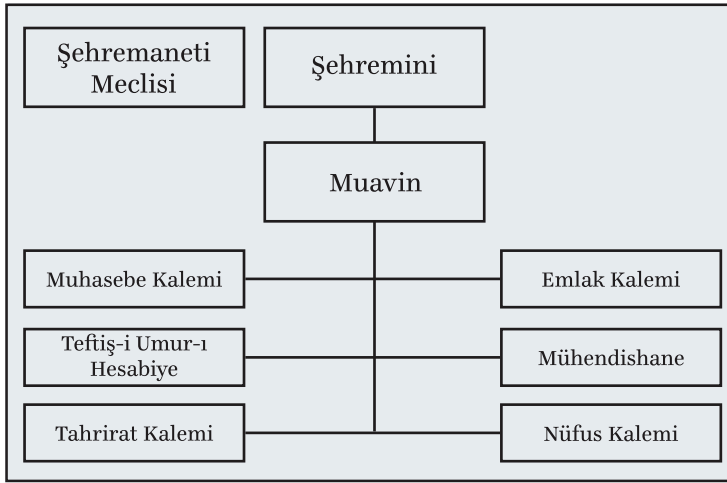 Şehremaneti
Meclisi
Şehremini
Muavin
Muhasebe Kalemi
Emlak Kalemi
Teftiş-i Umur-ı
Hesabiye
Mühendishane
Tahrirat Kalemi
Nüfus Kalemi